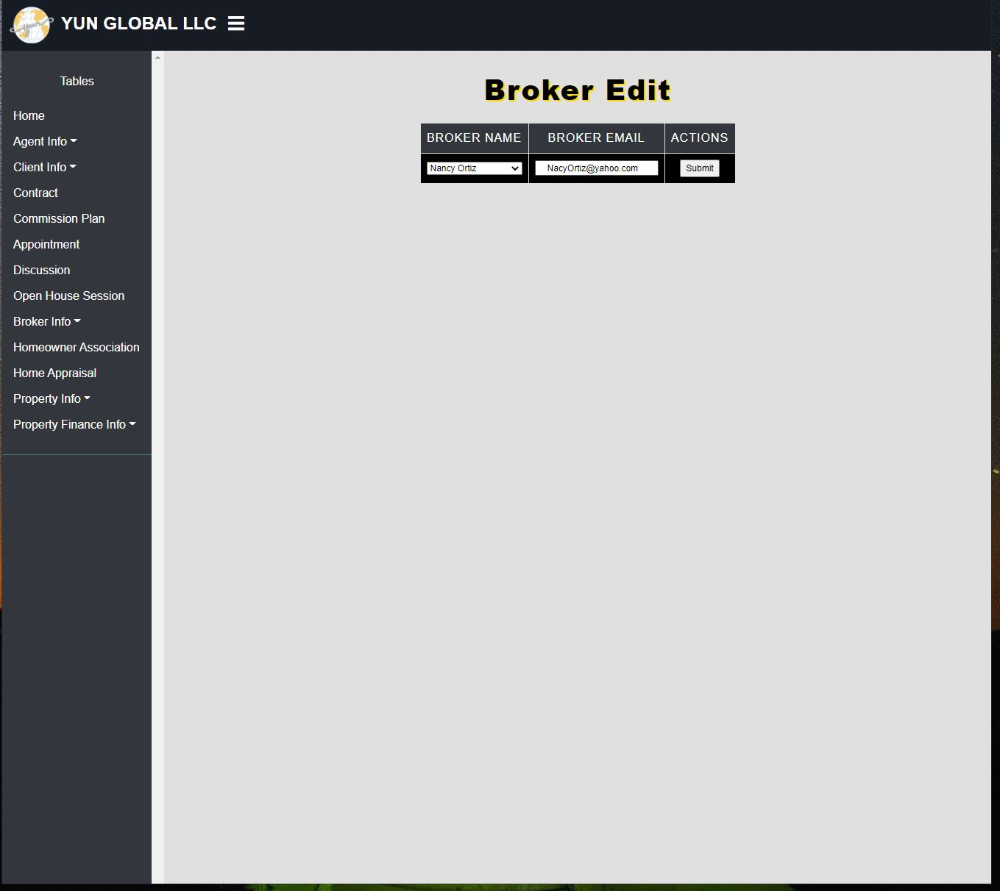 YUN GLOBAL LLC
Tables
Home
Agent Info
Client Info
Contract
Commission Plan
Appointment
Discussion
Open House Session
Broker Info
Homeowner Association
Home Appraisal
Property Info
Property Finance Info
Broker Edit
BROKER NAME BROKER EMAIL ACTIONS
Nancy Ortiz NacyOrtiz@yahoo.com Submit